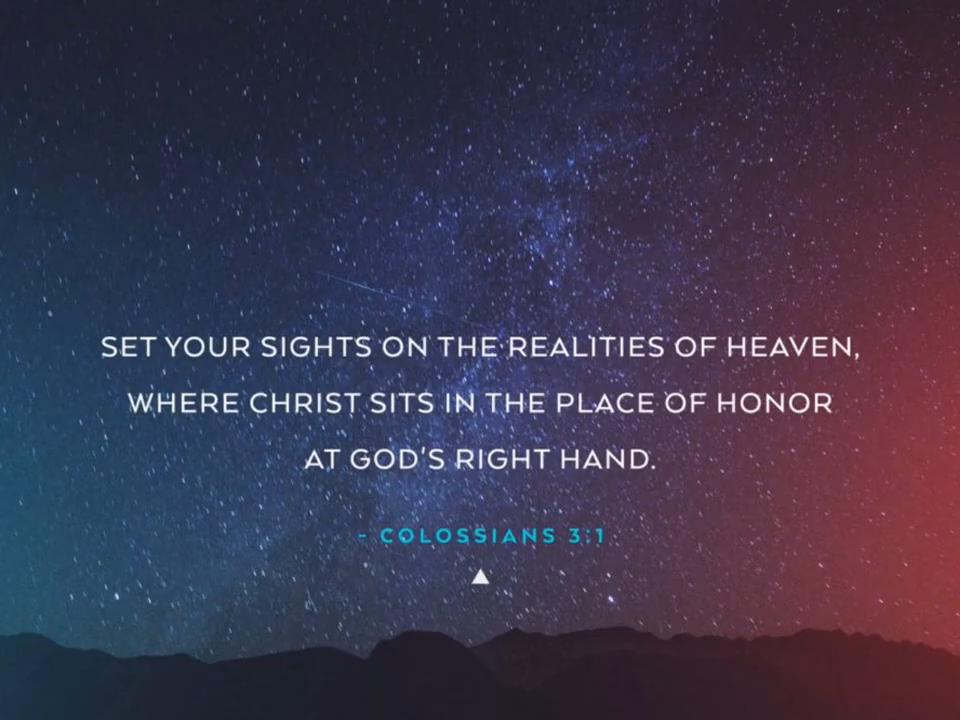 SET YOUR SIGHTS ON THE REALITIES OF HEAVEN,
WHERE CHRIST SITS IN THE PLACE OF HONOR
AT GOD'S RIGHT HAND.
- COLOSSIANS 3:1